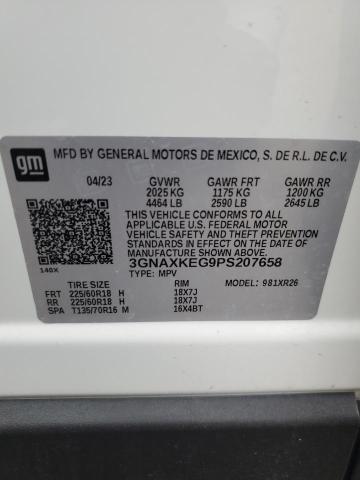 gm
MFD BY GENERAL MOTORS DE MEXICO, S. DE R.L. DE C.V.
04/23 GVWR GAWR FRT GAWR RR
2025 KG 1175 KG 1200 KG
4464 LB 2590 LB 2645 LB
THIS VEHICLE CONFORMS TO ALL
APPLICABLE U.S. FEDERAL MOTOR
VEHICLE SAFETY STANDARDS
IN EFFECT ON THE DATE OF
MANUFACTURE SHOWN ABOVE.
140X
3GNAXKEG9PS207658
TYPE: MPV
TIRE SIZE RIM MODEL: 981XR26
FRT 225/60R18 H 18X7J
RR 225/60R18 H 18X7J
SPA T135/70R16 M 16X4BT